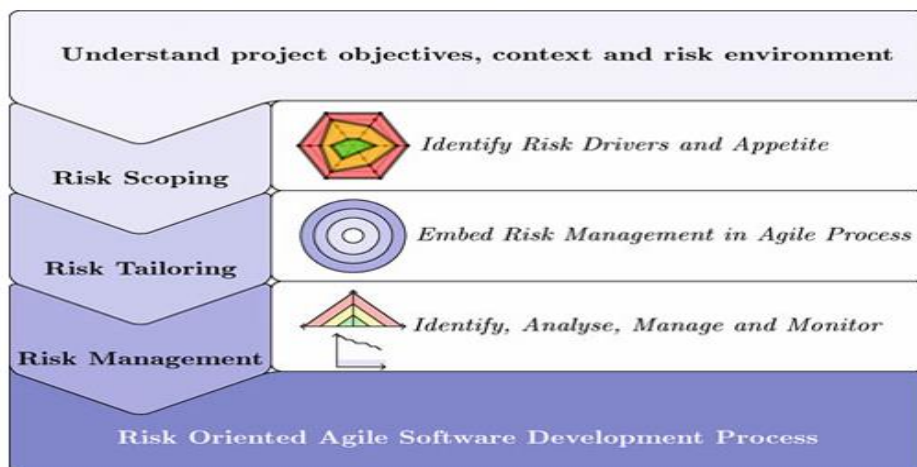 Understand project objectives, context and risk environment
Risk Scoping
Identify Risk Drivers and Appetite
Risk Tailoring
Embed Risk Management in Agile Process
Risk Management
Identify, Analyse, Manage and Monitor
Risk Oriented Agile Software Development Process